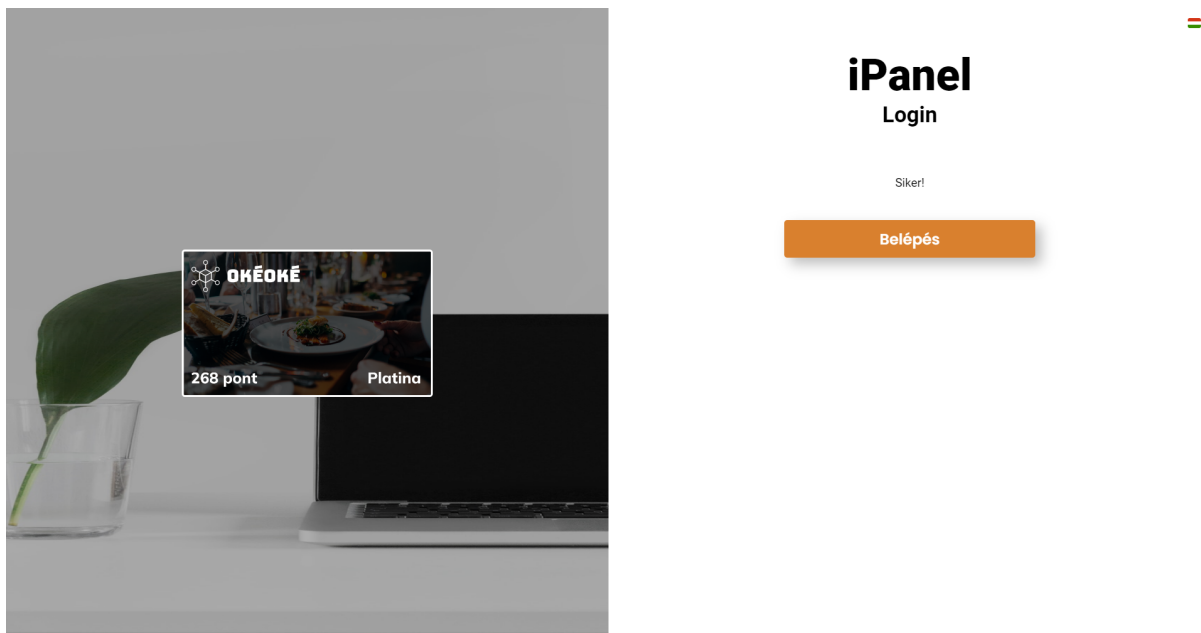 OKÉOKÉ
268 pont
Platina
iPanel
Login
Siker!
Belépés